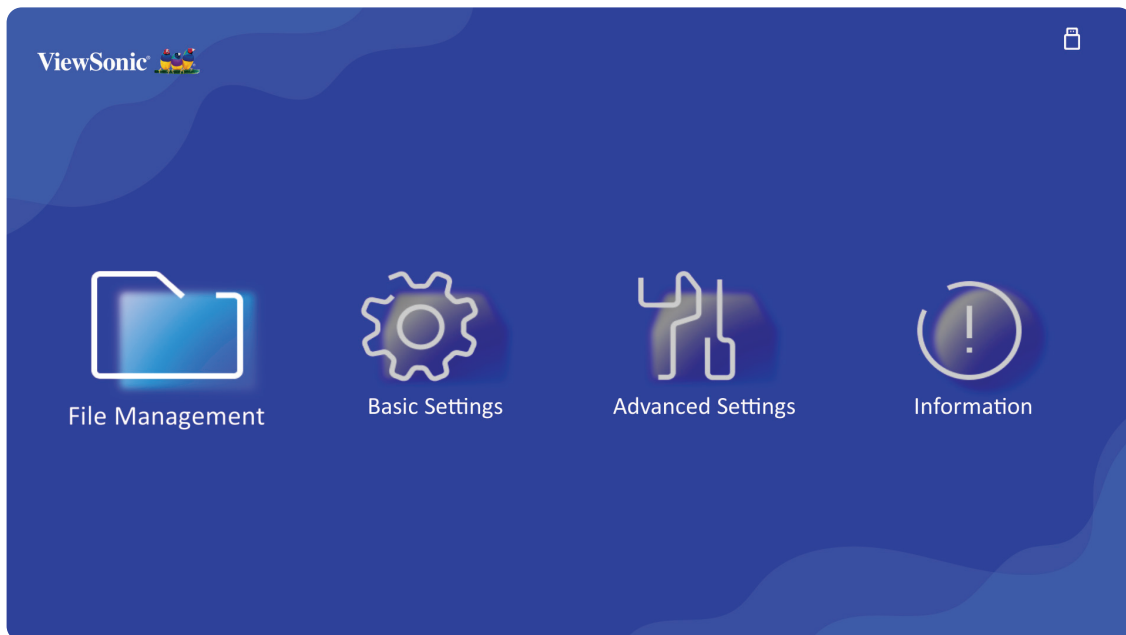 ViewSonic®
File Management
Basic Settings
Advanced Settings
Information